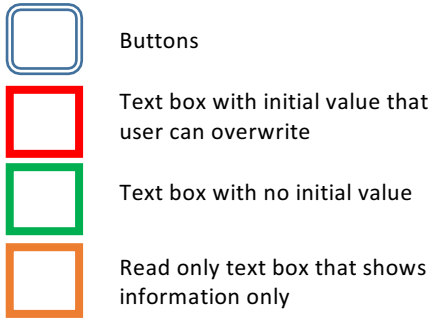 Buttons
Text box with initial value that
user can overwrite
Text box with no initial value
Read only text box that shows
information only